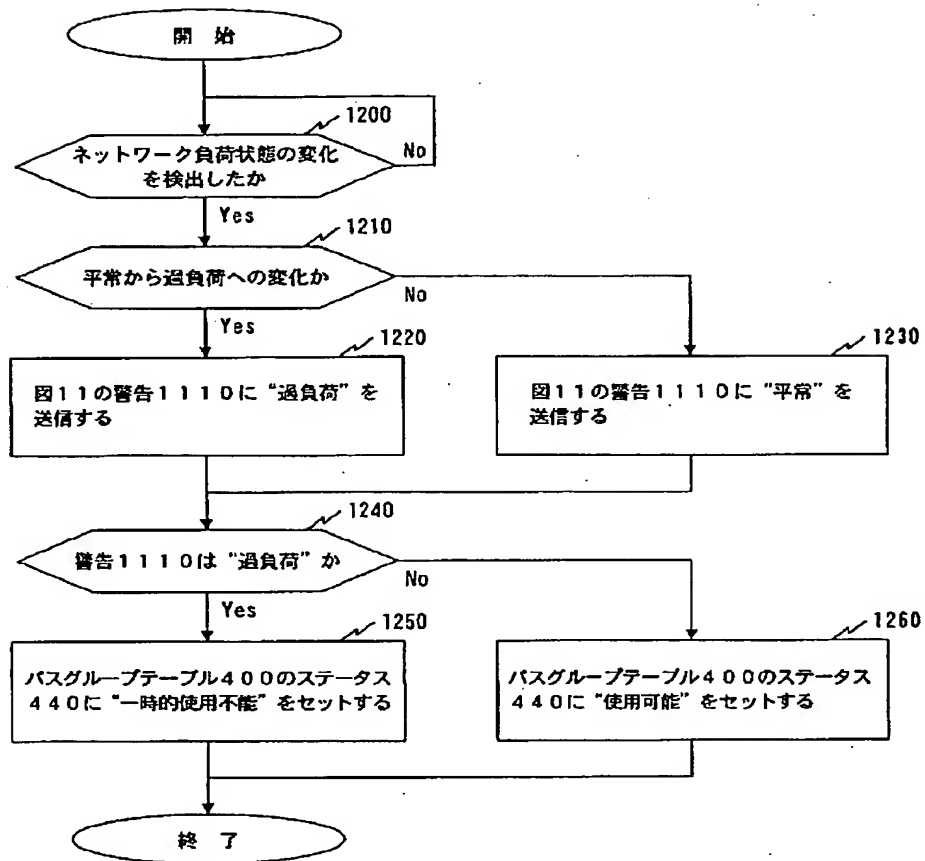 開 始
1200
ネットワーク負荷状態の変化
を検出したか
No
Yes
1210
平常から過負荷への変化か
No
Yes
1220
図11の警告1110に“過負荷”を
送信する
1230
図11の警告1110に"平常"を
送信する
1240
警告1110は“過負荷”か
No
Yes
1250
パスグループテーブル400のステータス
440に“一時的使用不能”をセットする
1260
パスグループテーブル400のステータス
440に“使用可能”をセットする
終 了